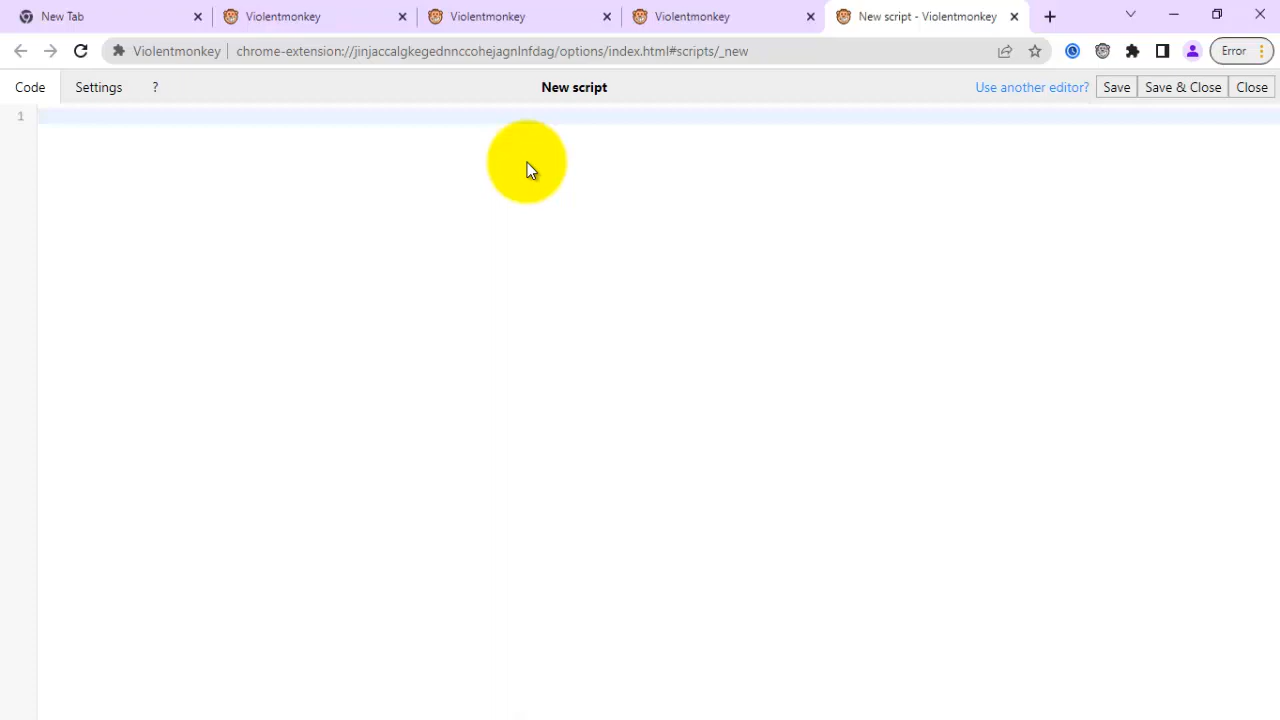 New Tab
Violentmonkey
Violentmonkey
Violentmonkey
New script - Violentmonkey
Violentmonkey chrome-extension://jinjaccalgkegednccohejagnlnfdag/options/index.html#scripts/_new
Error
Code Settings ? New script Use another editor? Save Save & Close Close
1